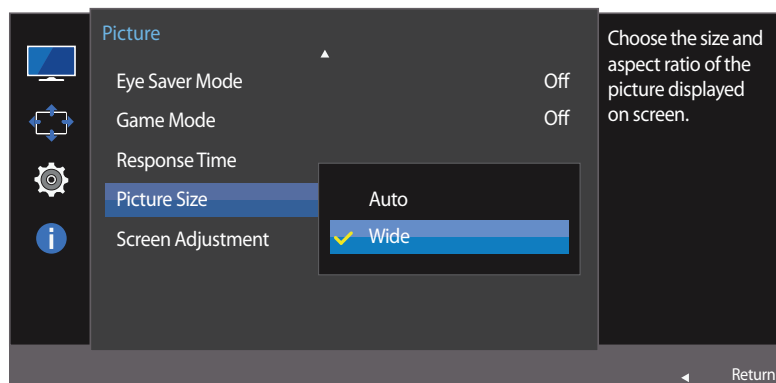 Picture
Eye Saver Mode Off
Game Mode Off
Response Time
Picture Size
Auto
Wide
Screen Adjustment
Choose the size and
aspect ratio of the
picture displayed
on screen.
Return